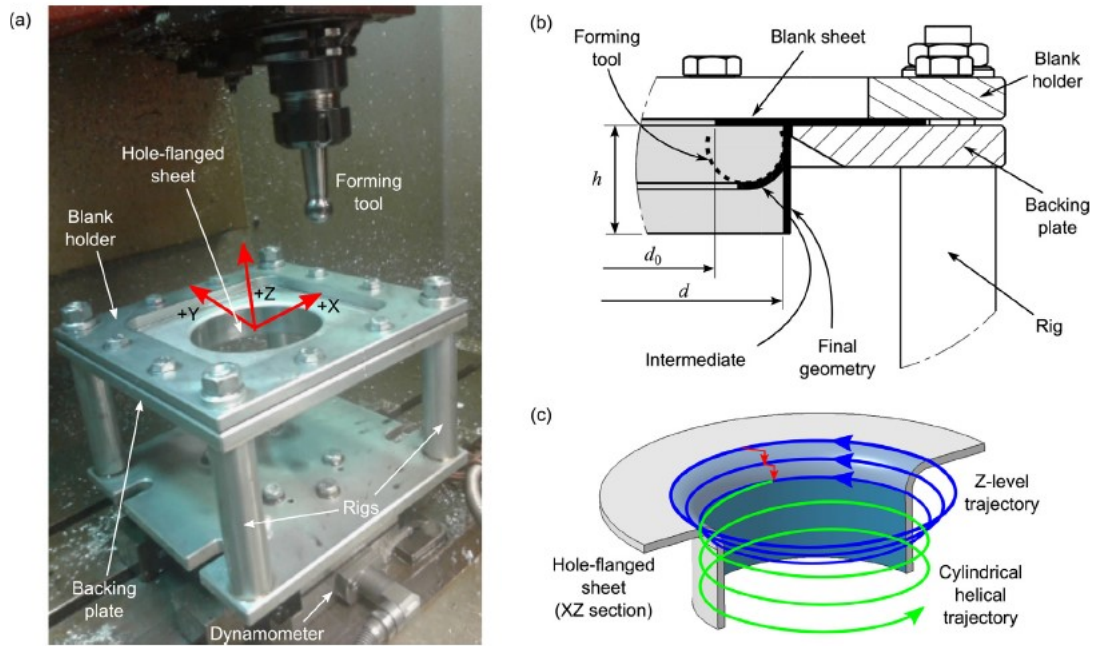 (a)
Hole-flanged
sheet
Forming
tool
Blank
holder
+Z
+Y
+X
Rigs
Backing
plate
Dynamometer
(b)
Forming
tool
Blank sheet
Blank
holder
h
d0
d
Backing
plate
Intermediate
Final
geometry
Rig
(c)
Z-level
trajectory
Hole-flanged
sheet
(XZ section)
Cylindrical
helical
trajectory